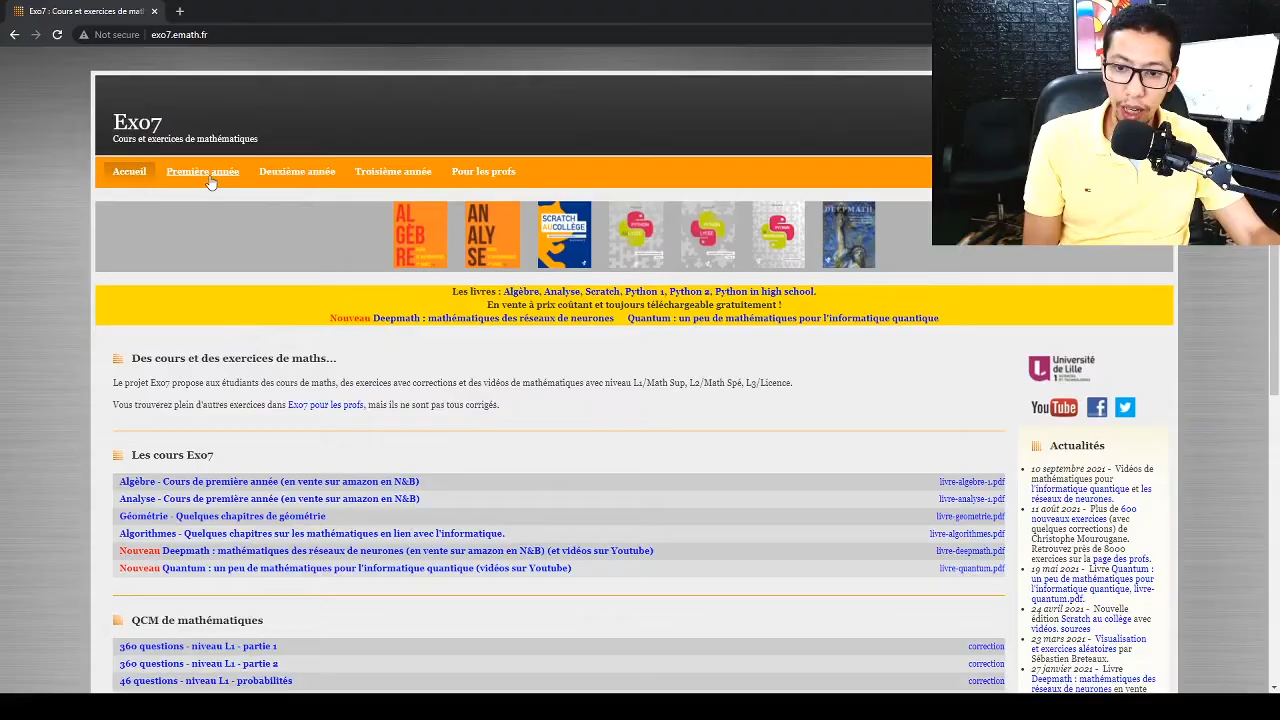 Exo7 : Cours et exercices de mat
Not secure
exo7.emath.fr
Exo7
Cours et exercices de mathématiques
Accueil
Première année
Deuxième année
Troisième année
Pour les profs
ALGÈBRE
ANALYSE
SCRATCH AU COLLÈGE
PYTHON
PYTHON
PYTHON
DEEPMATH
Les livres : Algèbre, Analyse, Scratch, Python 1, Python 2, Python in high school.
En vente à prix coûtant et toujours téléchargeable gratuitement !
Nouveau Deepmath : mathématiques des réseaux de neurones Quantum : un peu de mathématiques pour l'informatique quantique
Des cours et des exercices de maths...
Le projet Exo7 propose aux étudiants des cours de maths, des exercices avec corrections et des vidéos de mathématiques avec niveau L1/Math Sup, L2/Math Spé, L3/Licence.
Vous trouverez plein d'autres exercices dans Exo7 pour les profs, mais ils ne sont pas tous corrigés.
Les cours Exo7
Algèbre - Cours de première année (en vente sur amazon en N&B) livre-algebre-1.pdf
Analyse - Cours de première année (en vente sur amazon en N&B) livre-analyse-1.pdf
Géométrie - Quelques chapitres de géométrie livre-geometrie.pdf
Algorithmes - Quelques chapitres sur les mathématiques en lien avec l'informatique. livre-algorithmes.pdf
Nouveau Deepmath : mathématiques des réseaux de neurones (en vente sur amazon en N&B) (et vidéos sur Youtube) livre-deepmath.pdf
Nouveau Quantum : un peu de mathématiques pour l'informatique quantique (vidéos sur Youtube) livre-quantum.pdf
QCM de mathématiques
360 questions - niveau L1 - partie 1 correction
360 questions - niveau L1 - partie 2 correction
46 questions - niveau L1 - probabilités correction
Université de Lille
1 SCIENCES ET TECHNOLOGIES
YouTube
Actualités
10 septembre 2021 - Vidéos de
mathématiques pour
l'informatique quantique et les
réseaux de neurones.
11 août 2021 - Plus de 600
nouveaux exercices (avec
quelques corrections) de
Christophe Mourougane.
Retrouvez près de 8000
exercices sur la page des profs.
19 mai 2021 - Livre Quantum :
un peu de mathématiques pour
l'informatique quantique, livre-
quantum.pdf.
24 avril 2021 - Nouvelle
édition Scratch au collège avec
vidéos. sources
23 mars 2021 - Visualisation
et exercices aléatoires par
Sébastien Breteaux.
27 janvier 2021 - Livre
Deepmath : mathématiques des
réseaux de neurones en vente